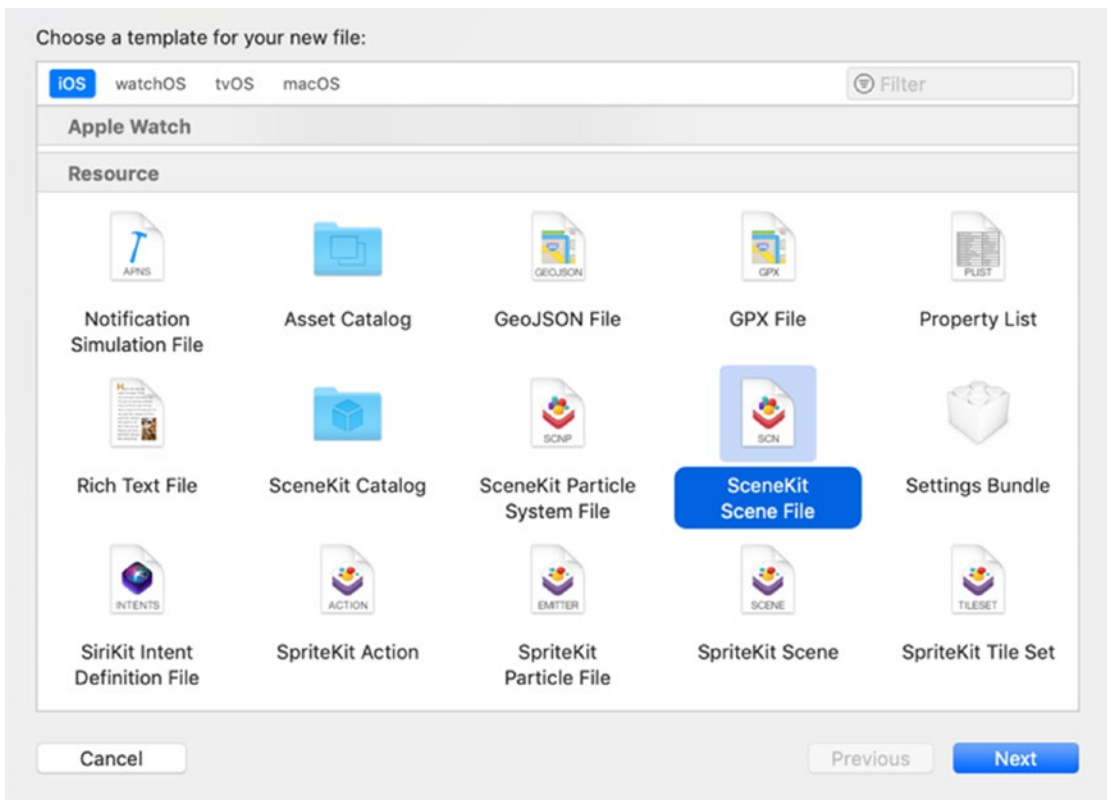 Choose a template for your new file:
iOS watchOS tvOS macOS Filter
Apple Watch
Resource
APNS GEOJSON GPX PLIST
Notification Simulation File
Asset Catalog
GeoJSON File
GPX File
Property List
SCNP SCN
Rich Text File
SceneKit Catalog
SceneKit Particle System File
SceneKit Scene File
Settings Bundle
INTENTS ACTION EMITTER SCENE TILESET
SiriKit Intent Definition File
SpriteKit Action
SpriteKit Particle File
SpriteKit Scene
SpriteKit Tile Set
Cancel Previous Next